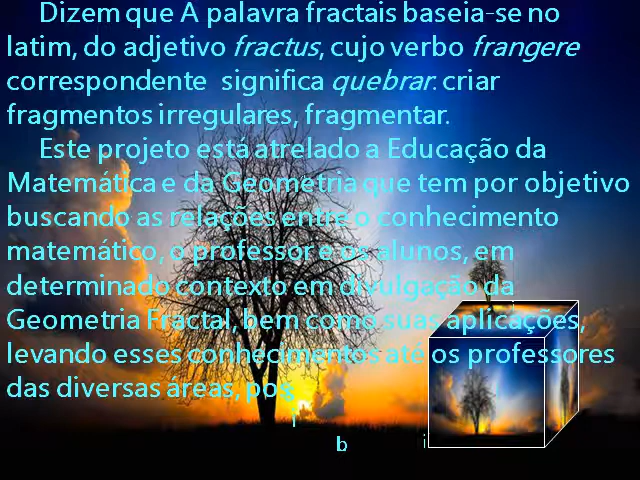 Dizem que A palavra fractais baseia-se no
latim, do adjetivo fractus, cujo verbo frangere
correspondente significa quebrar: criar
fragmentos irregulares, fragmentar.
Este projeto está atrelado a Educação da
Matemática e da Geometria que tem por objetivo
buscando as relações entre o conhecimento
matemático, o professor e os alunos, em
determinado contexto em divulgação da
Geometria Fractal, bem como suas aplicações,
levando esses conhecimentos até os professores
das diversas áreas, pos
i
b i